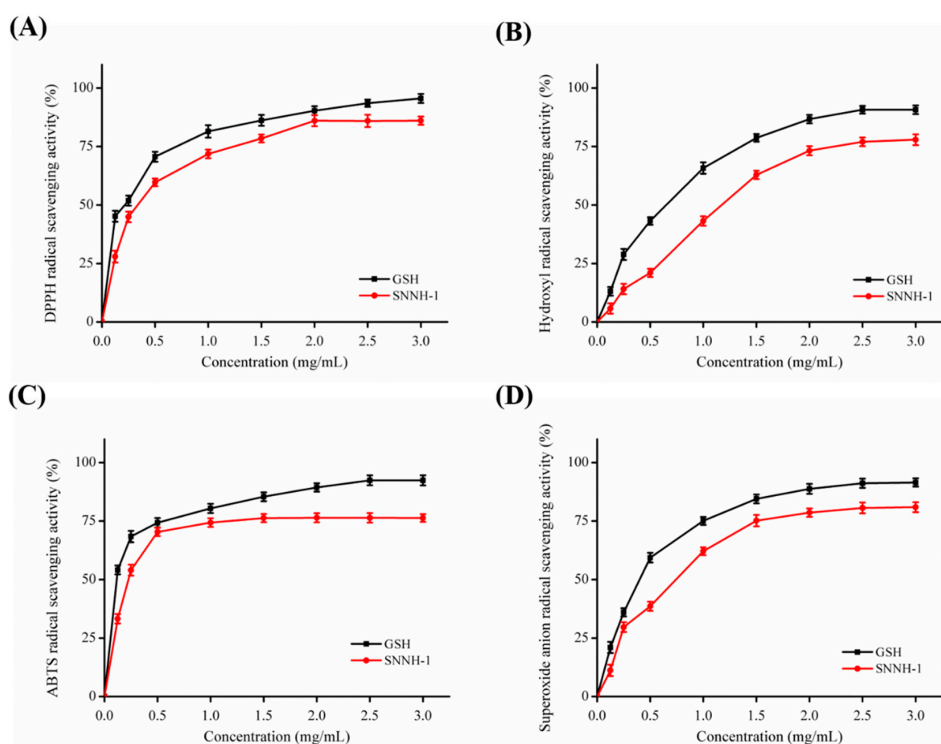 (A)
DPPH radical scavenging activity (%)
100
75
50
25
0
GSH
SNNH-1
0.0 0.5 1.0 1.5 2.0 2.5 3.0
Concentration (mg/mL)
(B)
Hydroxyl radical scavenging activity (%)
100
75
50
25
0
GSH
SNNH-1
0.0 0.5 1.0 1.5 2.0 2.5 3.0
Concentration (mg/mL)
(C)
ABTS radical scavenging activity (%)
100
75
50
25
0
GSH
SNNH-1
0.0 0.5 1.0 1.5 2.0 2.5 3.0
Concentration (mg/mL)
(D)
Superoxide anion radical scavenging activity (%)
100
75
50
25
0
GSH
SNNH-1
0.0 0.5 1.0 1.5 2.0 2.5 3.0
Concentration (mg/mL)